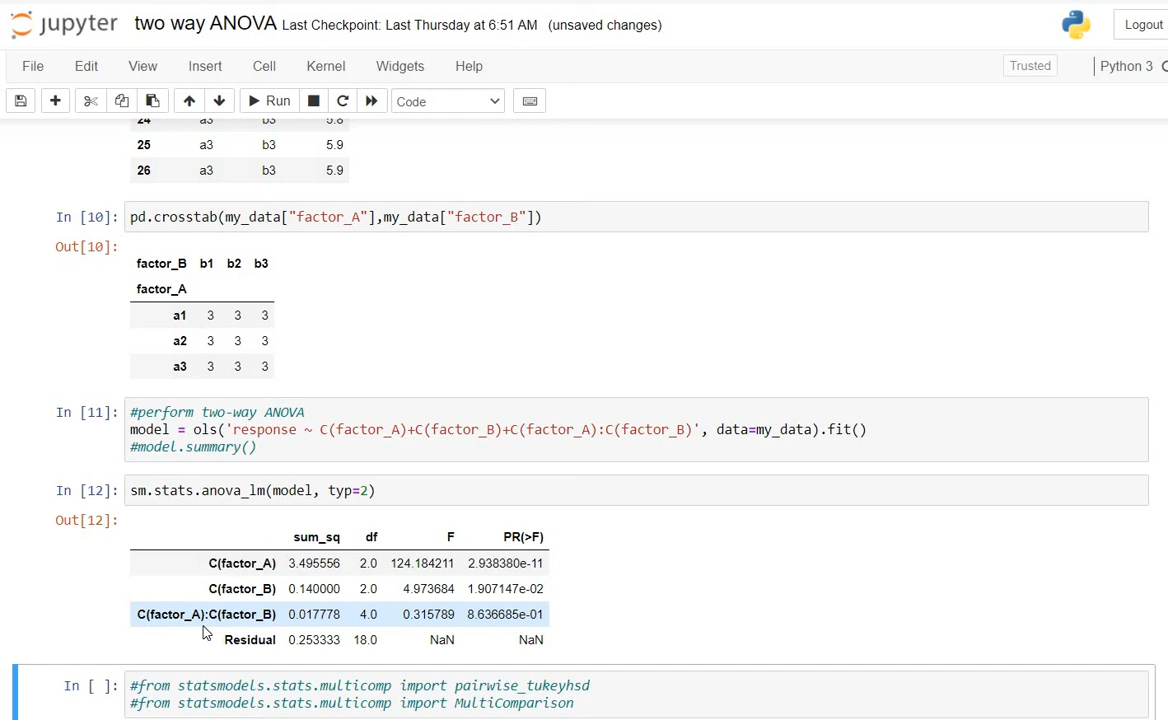 jupyter two way ANOVA Last Checkpoint: Last Thursday at 6:51 AM (unsaved changes) Logout
File Edit View Insert Cell Kernel Widgets Help Trusted Python 3
Run Code
24 a3 b3 5.8
25 a3 b3 5.9
26 a3 b3 5.9
In [10]: pd.crosstab(my_data["factor_A"],my_data["factor_B"])
Out[10]:
factor_B b1 b2 b3
factor_A
a1 3 3 3
a2 3 3 3
a3 3 3 3
In [11]: #perform two-way ANOVA
model = ols('response ~ C(factor_A)+C(factor_B)+C(factor_A):C(factor_B)', data=my_data).fit()
#model.summary()
In [12]: sm.stats.anova_lm(model, typ=2)
Out[12]:
sum_sq df F PR(>F)
C(factor_A) 3.495556 2.0 124.184211 2.938380e-11
C(factor_B) 0.140000 2.0 4.973684 1.907147e-02
C(factor_A):C(factor_B) 0.017778 4.0 0.315789 8.636685e-01
Residual 0.253333 18.0 NaN NaN
In [ ]: #from statsmodels.stats.multicomp import pairwise_tukeyhsd
#from statsmodels.stats.multicomp import MultiComparison